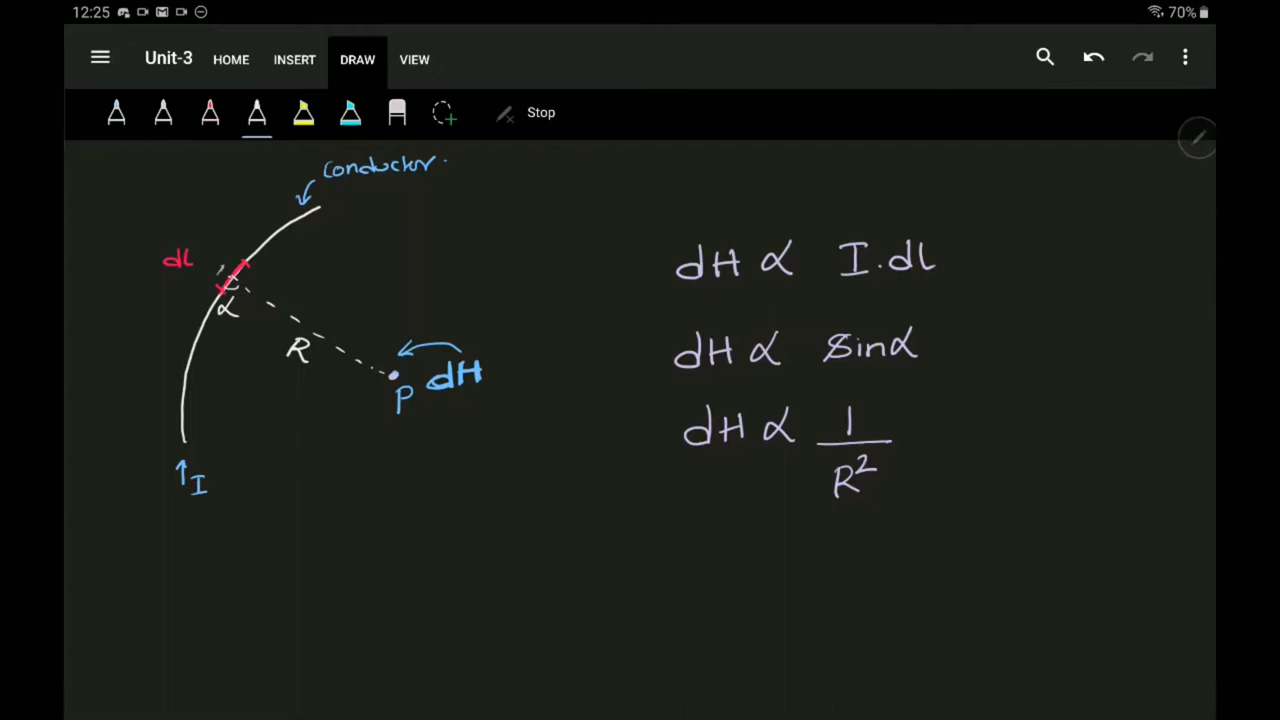 12:25 70%
Unit-3 HOME INSERT DRAW VIEW
Stop
Conductor.
dl
α
R
dH
P
I
dH α I.dl
dH α Sinα
dH α 1/R²